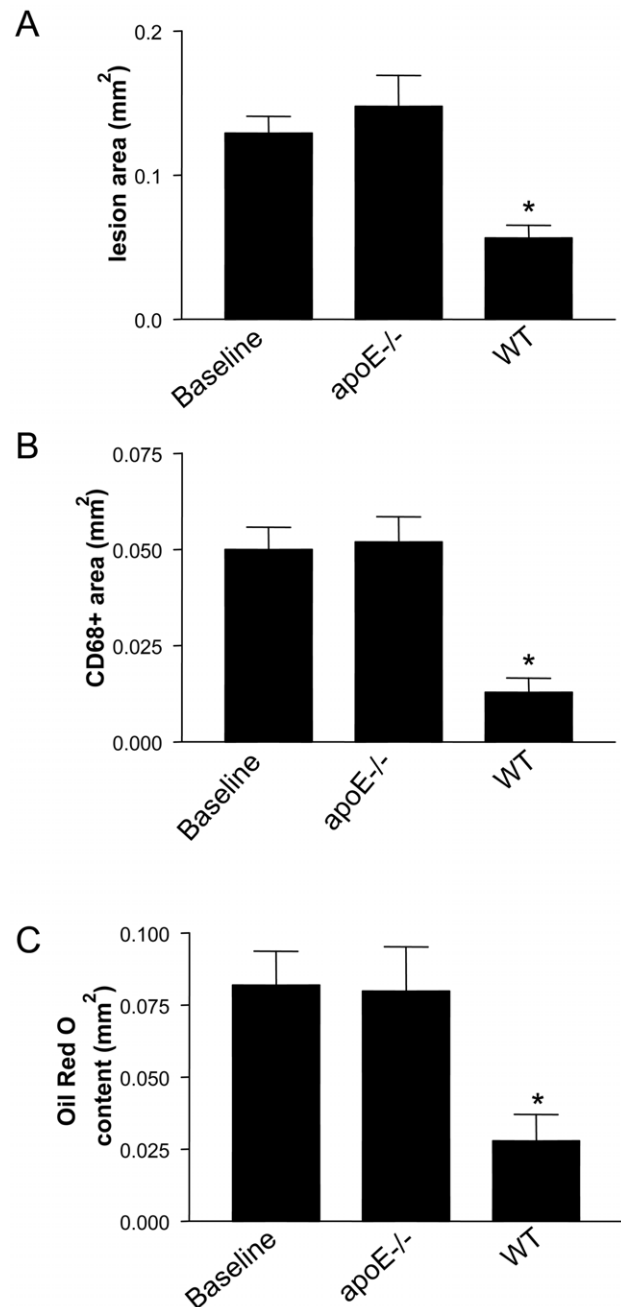 A
lesion area (mm²)
0.2
0.1
0.0
*
Baseline
apoE-/-
WT
B
CD68+ area (mm²)
0.075
0.050
0.025
0.000
*
Baseline
apoE-/-
WT
C
Oil Red O
content (mm²)
0.100
0.075
0.050
0.025
0.000
*
Baseline
apoE-/-
WT